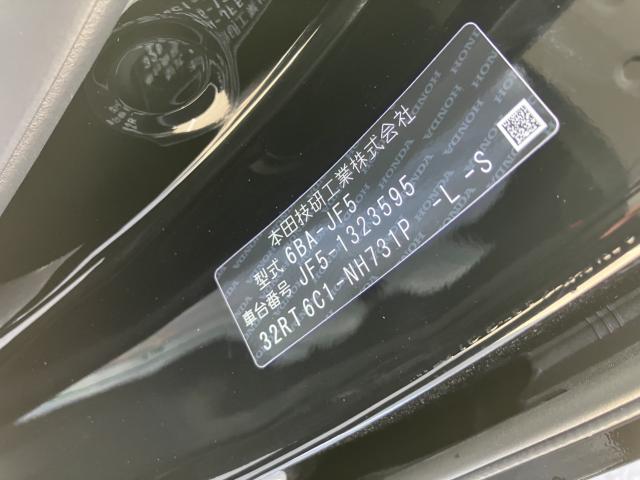 本田技研工業株式会社
型式 6BA-JF5
車台番号 JF5-1323595
32RT6C1-NH731P -L-S